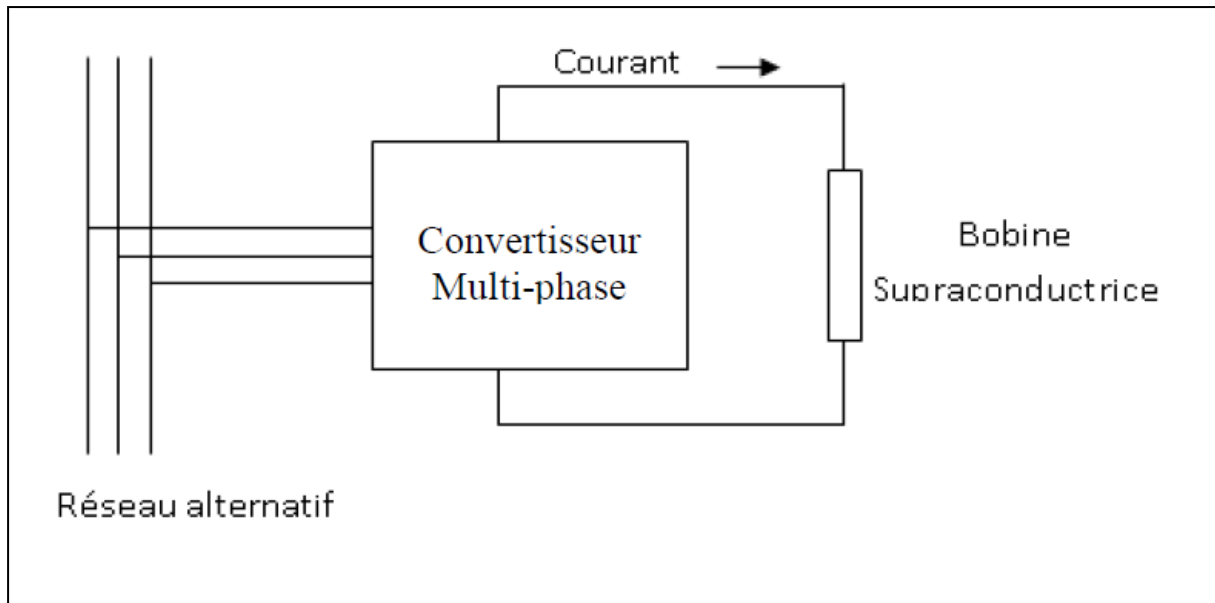 Courant
Convertisseur
Multi-phase
Bobine
Supraconductrice
Réseau alternatif